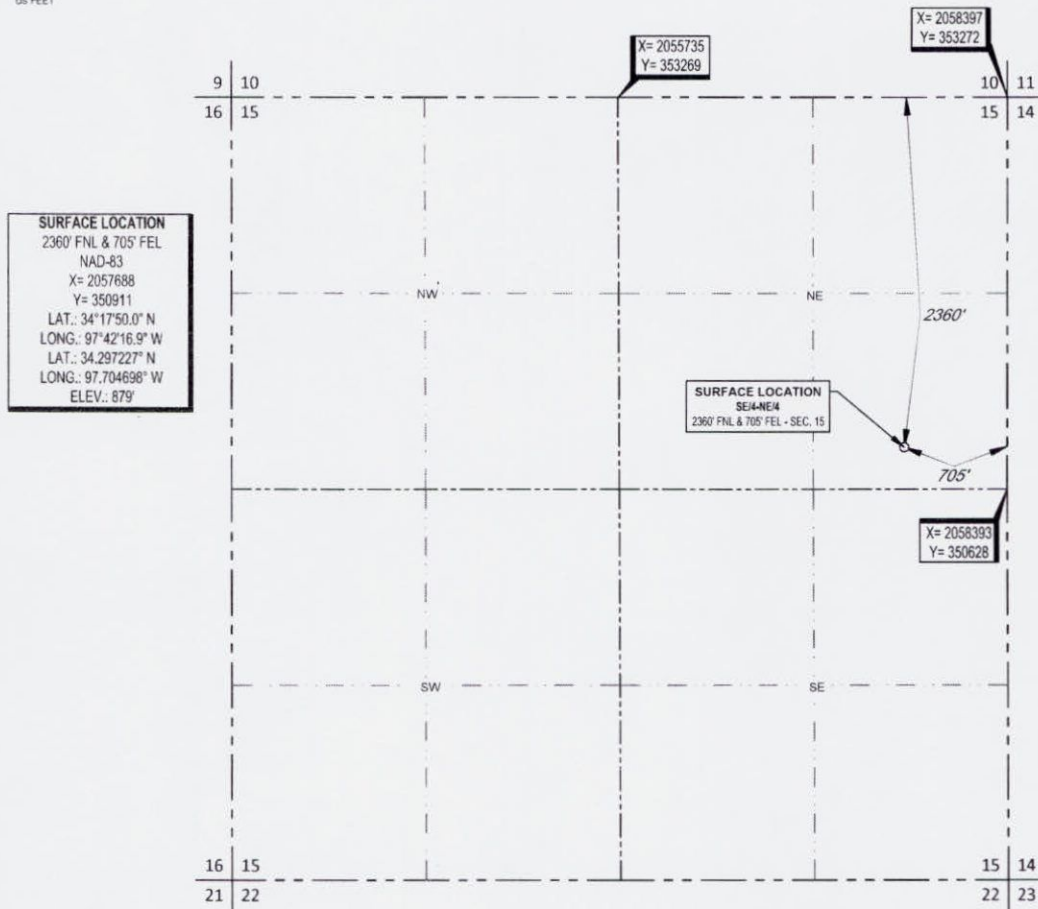 US FEET
X= 2058397
Y= 353272
X= 2055735
Y= 353269
9 10
16 15
10 11
15 14
SURFACE LOCATION
2360' FNL & 705' FEL
NAD-83
X= 2057688
Y= 350911
LAT.: 34°17'50.0" N
LONG.: 97°42'16.9" W
LAT.: 34.297227° N
LONG.: 97.704698° W
ELEV.: 879'
NW
NE
2360'
SURFACE LOCATION
SE/4-NE/4
2360' FNL & 705' FEL - SEC. 15
705'
X= 2058393
Y= 350628
SW
SE
16 15
21 22
15 14
22 23